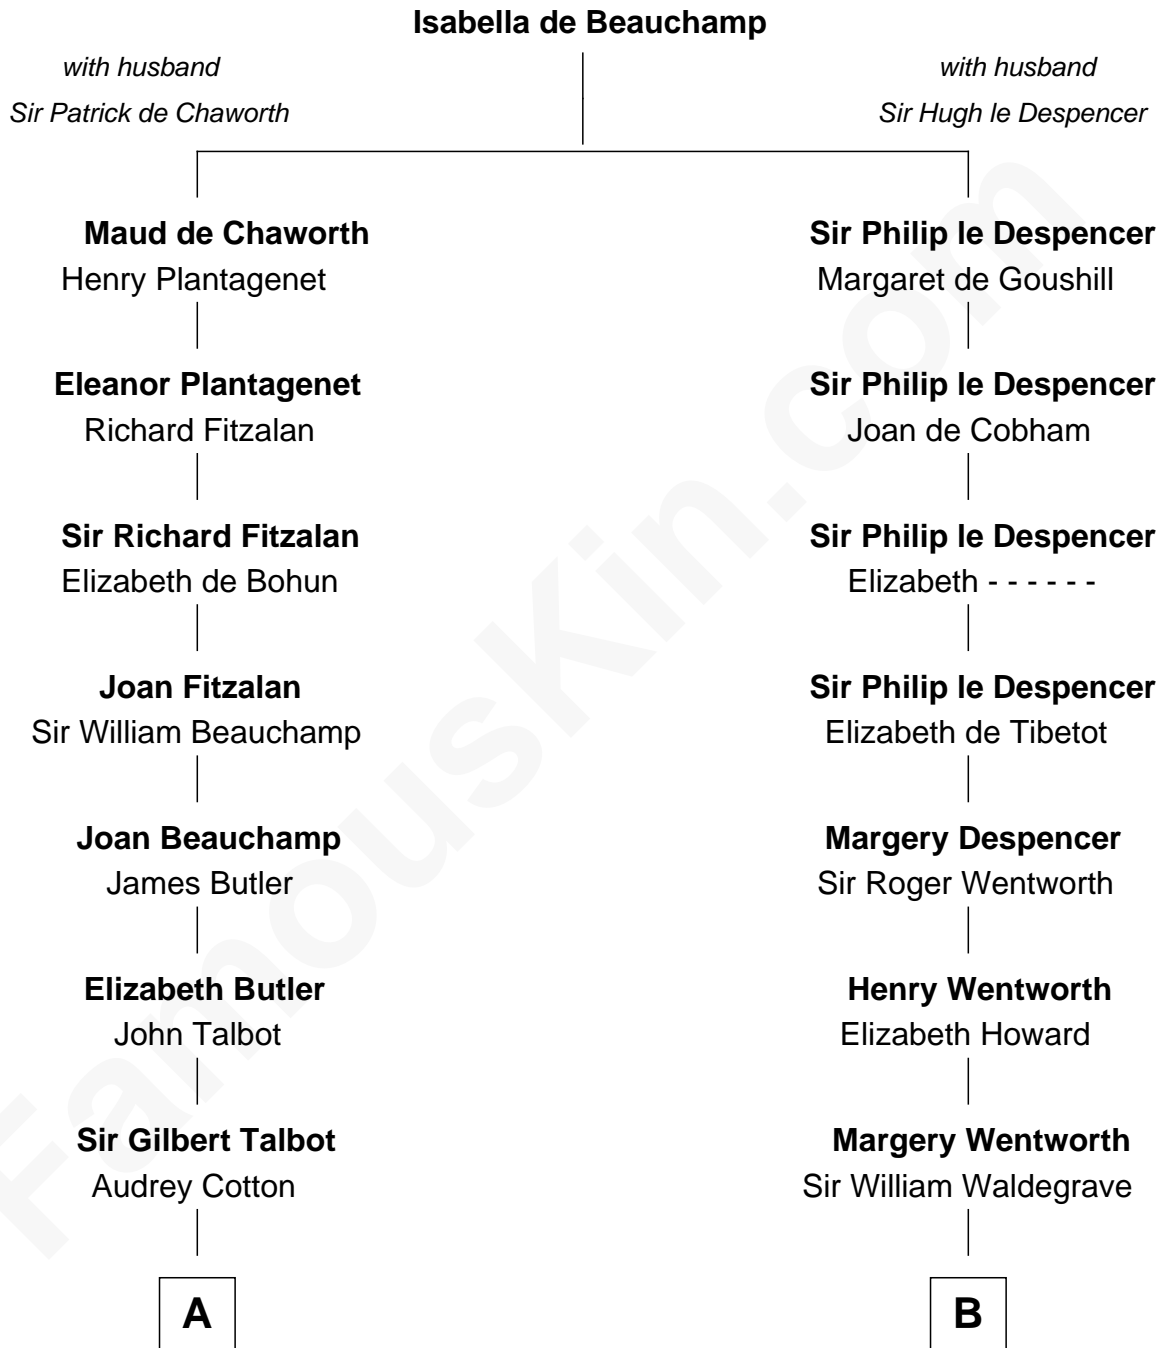 Isabella de Beauchamp
with husband
Sir Patrick de Chaworth
with husband
Sir Hugh le Despencer
Maud de Chaworth
Henry Plantagenet
Sir Philip le Despencer
Margaret de Goushill
Eleanor Plantagenet
Richard Fitzalan
Sir Philip le Despencer
Joan de Cobham
Sir Richard Fitzalan
Elizabeth de Bohun
Sir Philip le Despencer
Elizabeth - - - - - -
Joan Fitzalan
Sir William Beauchamp
Sir Philip le Despencer
Elizabeth de Tibetot
Joan Beauchamp
James Butler
Margery Despencer
Sir Roger Wentworth
Elizabeth Butler
John Talbot
Henry Wentworth
Elizabeth Howard
Sir Gilbert Talbot
Audrey Cotton
Margery Wentworth
Sir William Waldegrave
A
B
FamousKin.com